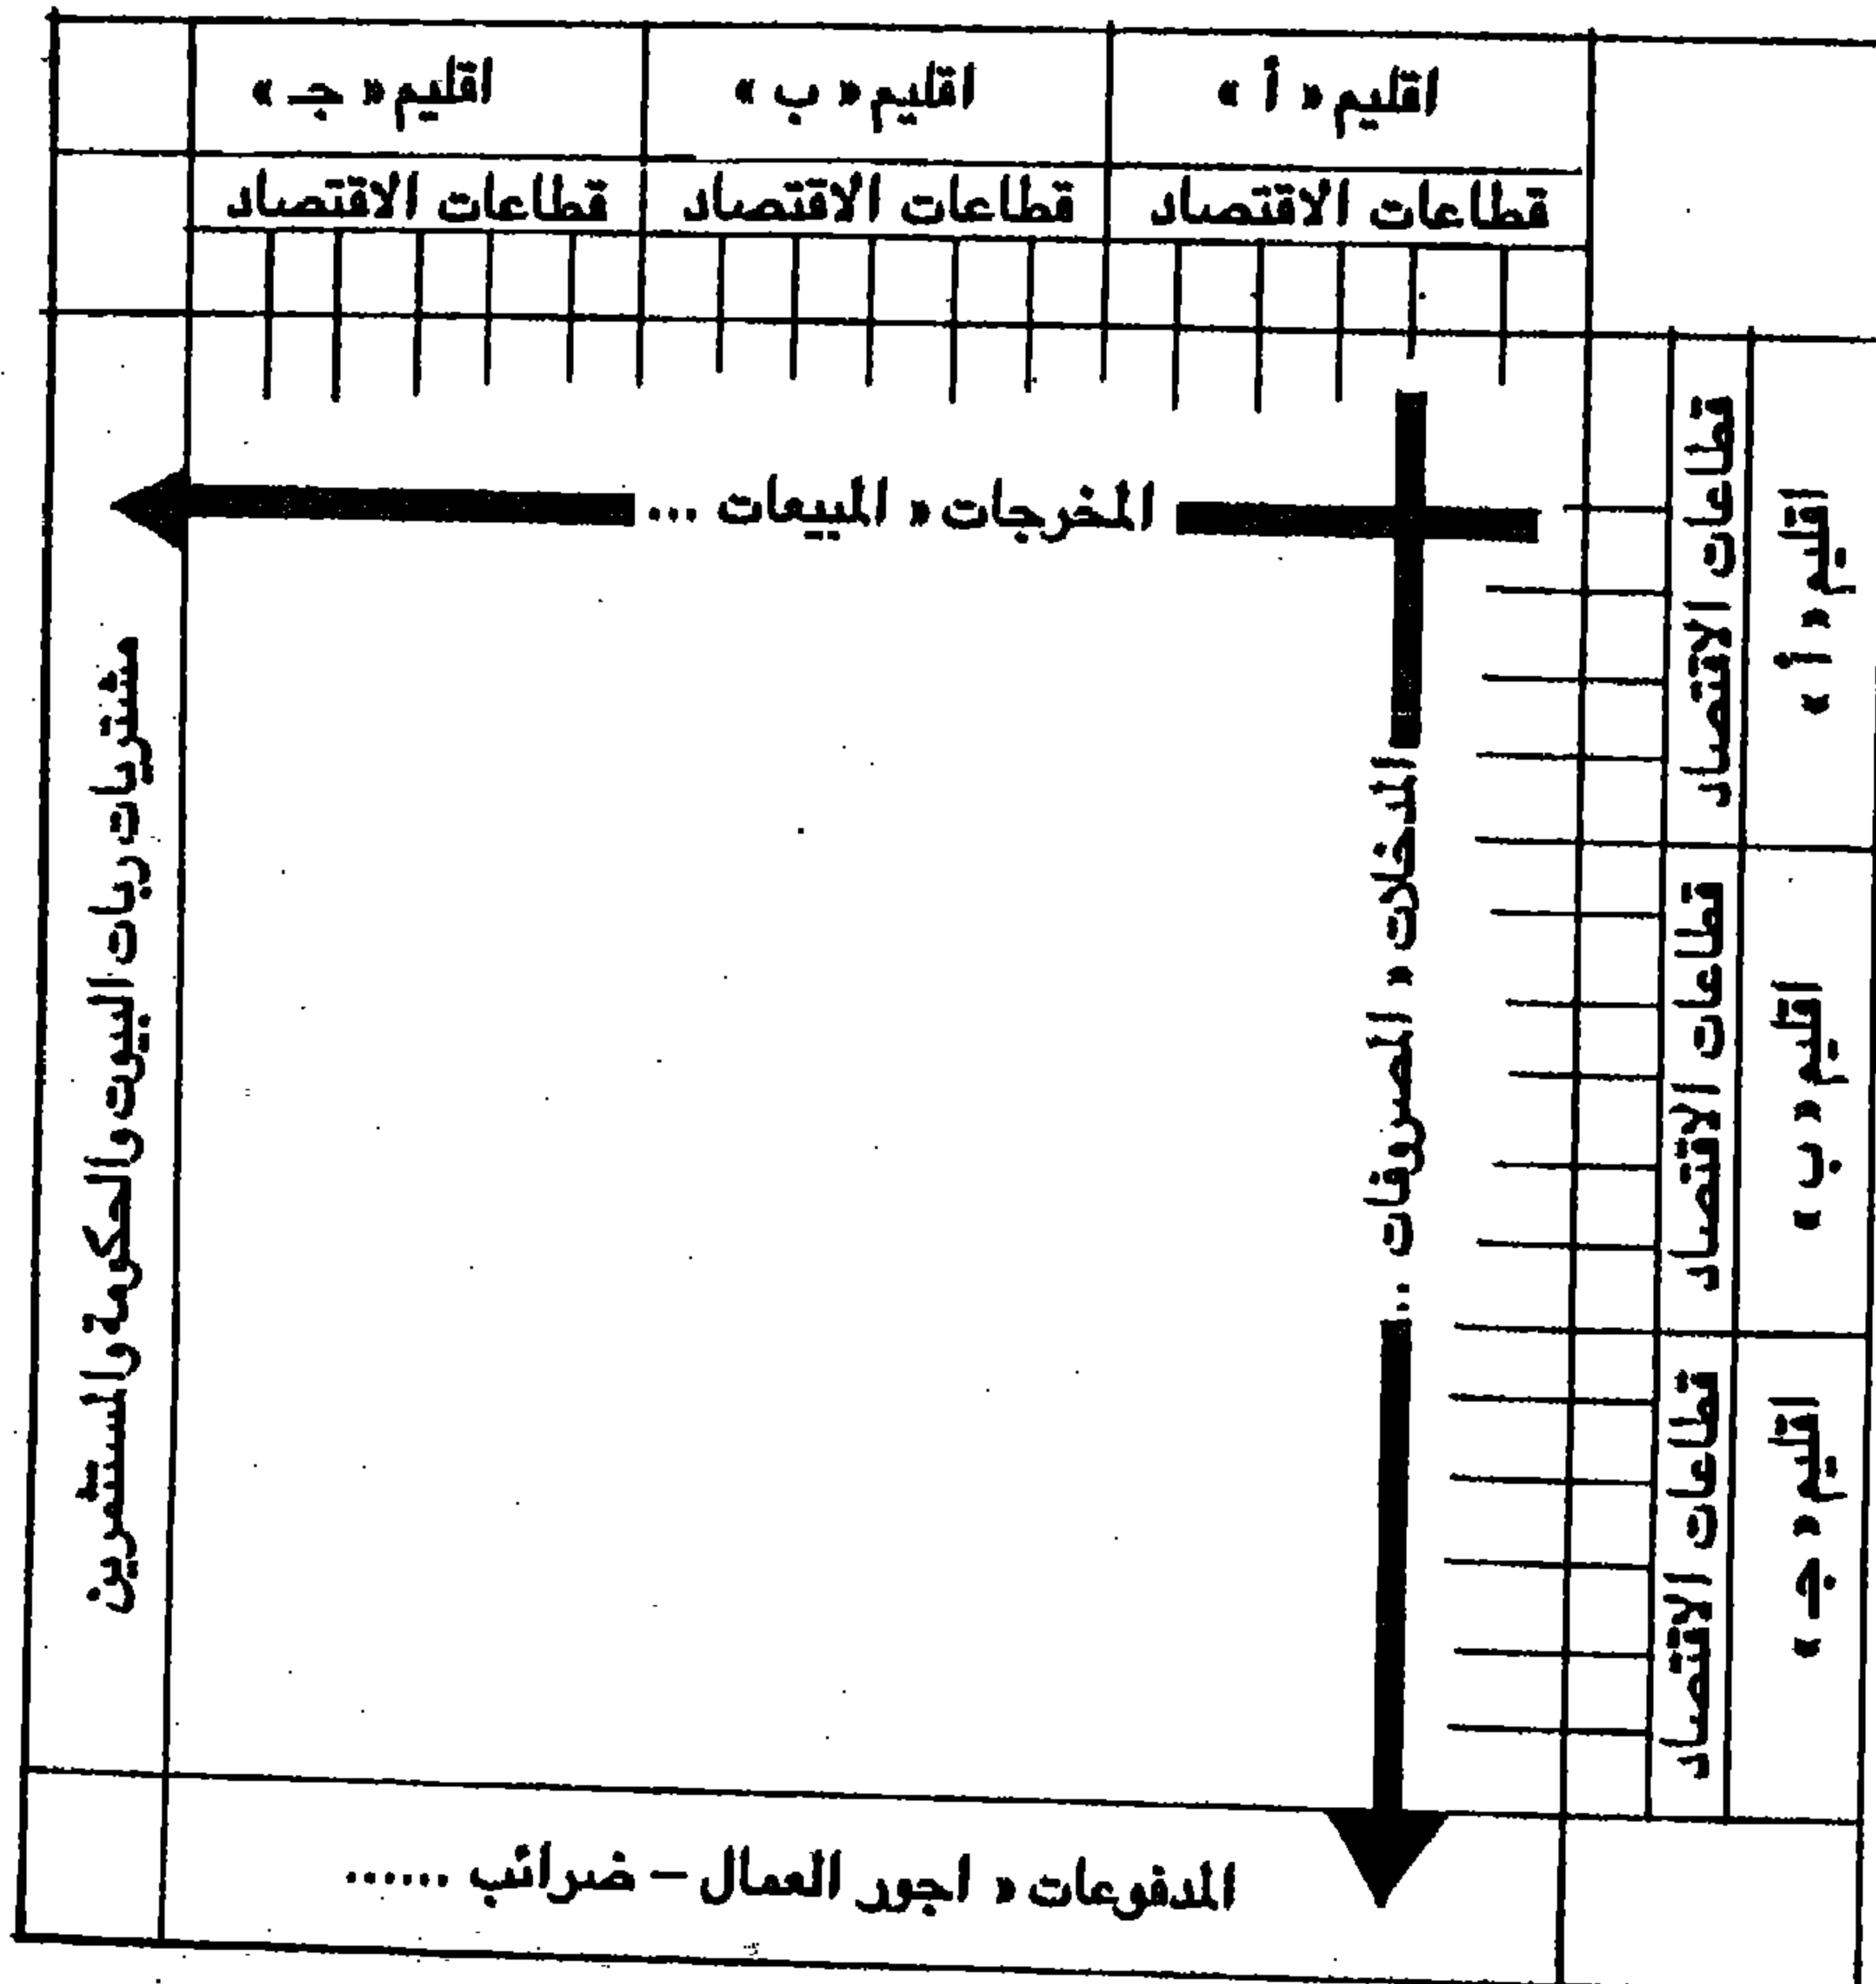 اقليم « أ »
اقليم « ب »
اقليم « جـ »
قطاعات الاقتصاد
قطاعات الاقتصاد
قطاعات الاقتصاد
المخرجات « المبيعات ...
المدخلات « المصروفات ..
اقليم « أ »
قطاعات الاقتصاد
اقليم « ب »
قطاعات الاقتصاد
اقليم « جـ »
قطاعات الاقتصاد
مشتريات ربات البيوت والحكومة والمستثمرين
المدفوعات « اجور العمال – ضرائب ......